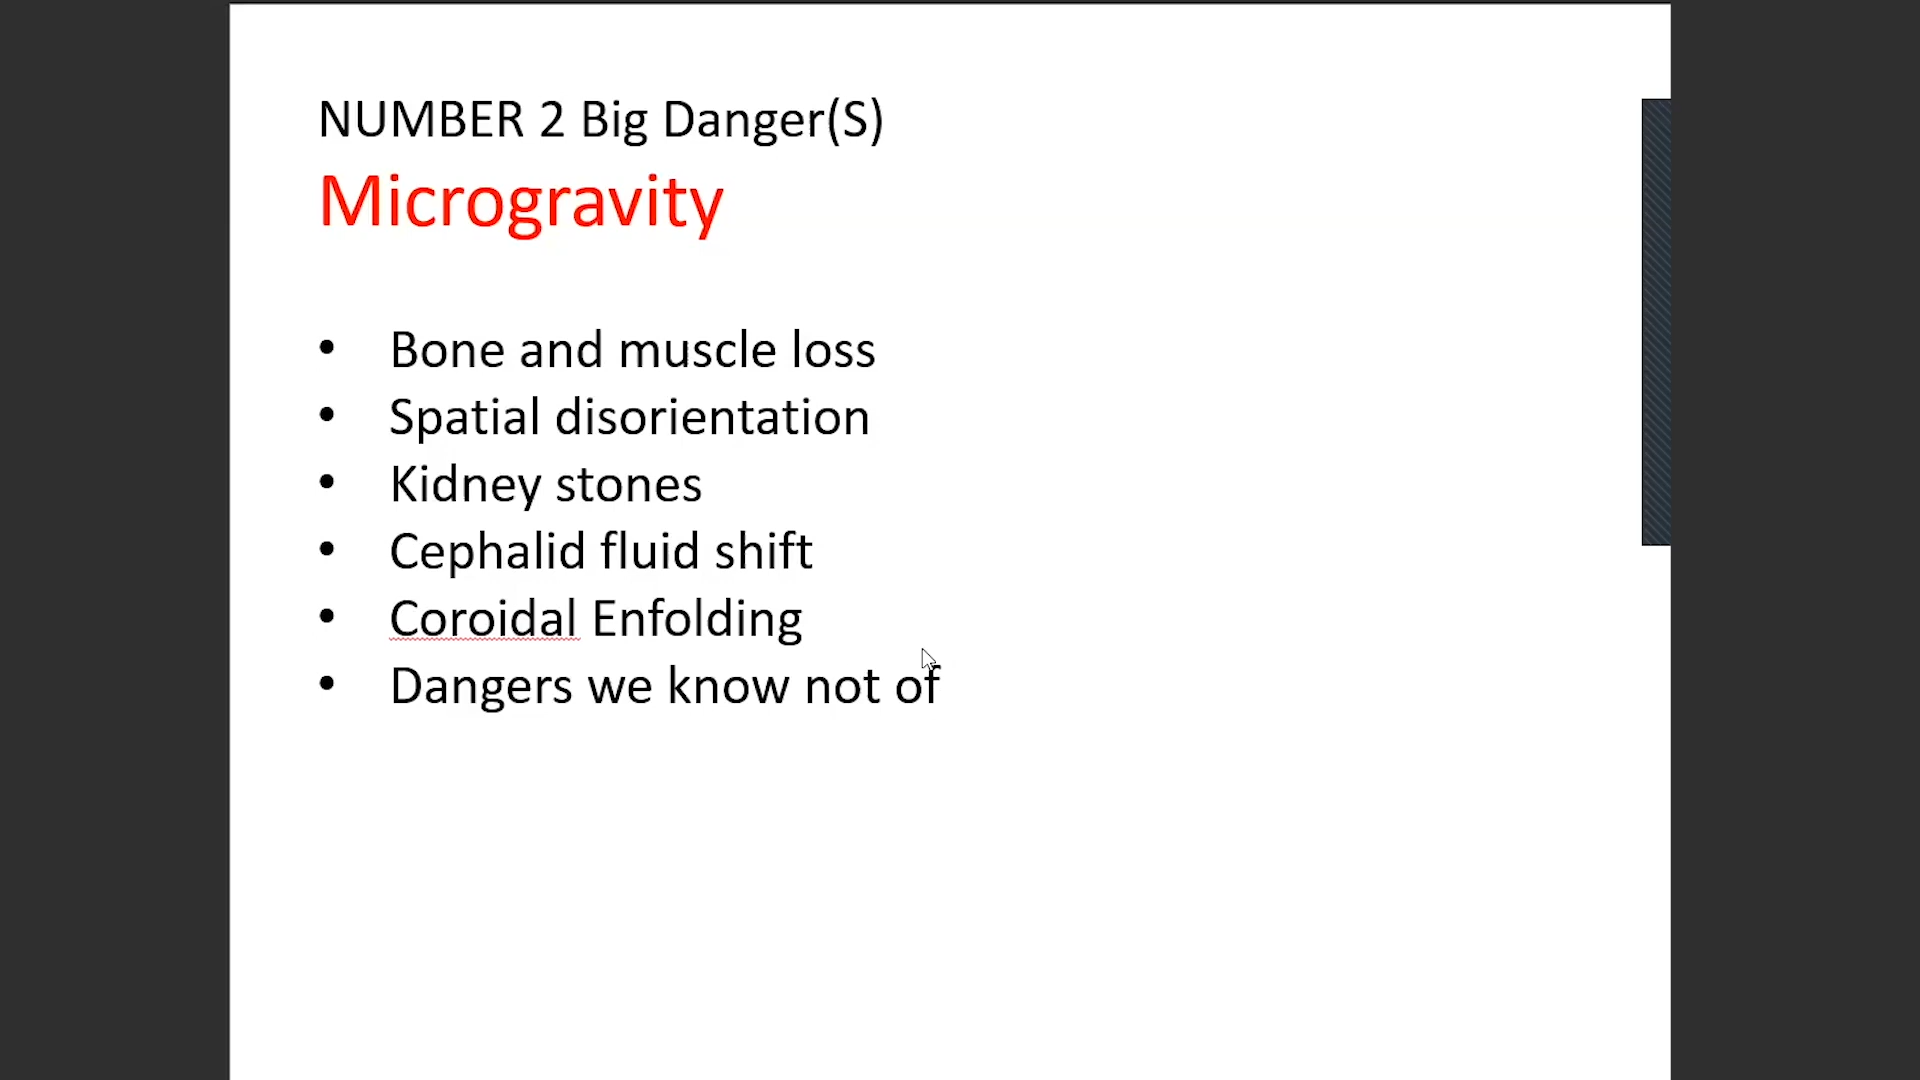 NUMBER 2 Big Danger(S)
Microgravity
• Bone and muscle loss
• Spatial disorientation
• Kidney stones
• Cephalid fluid shift
• Coroidal Enfolding
• Dangers we know not of